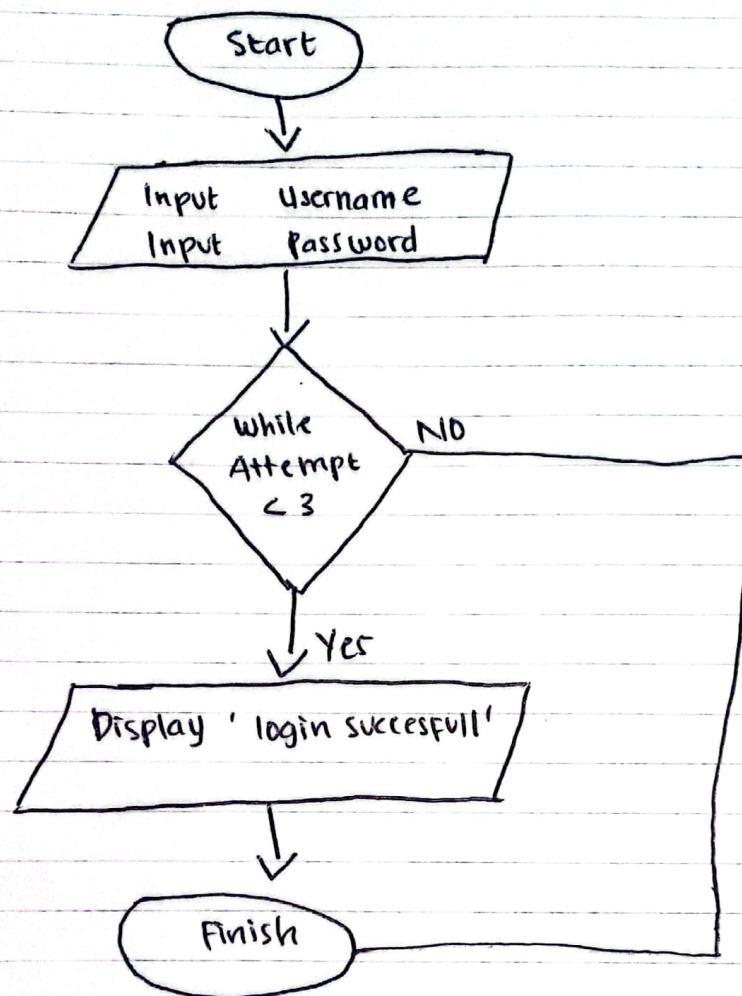 Start
Input Username
Input Password
While
Attempt
< 3
NO
Yes
Display ' login succesfull'
Finish